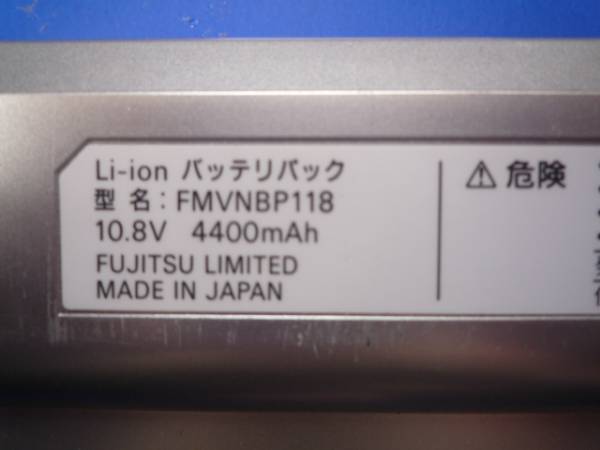 Li-ion バッテリパック
型 名 : FMVNBP118
10.8V 4400mAh
FUJITSU LIMITED
MADE IN JAPAN
⚠ 危険